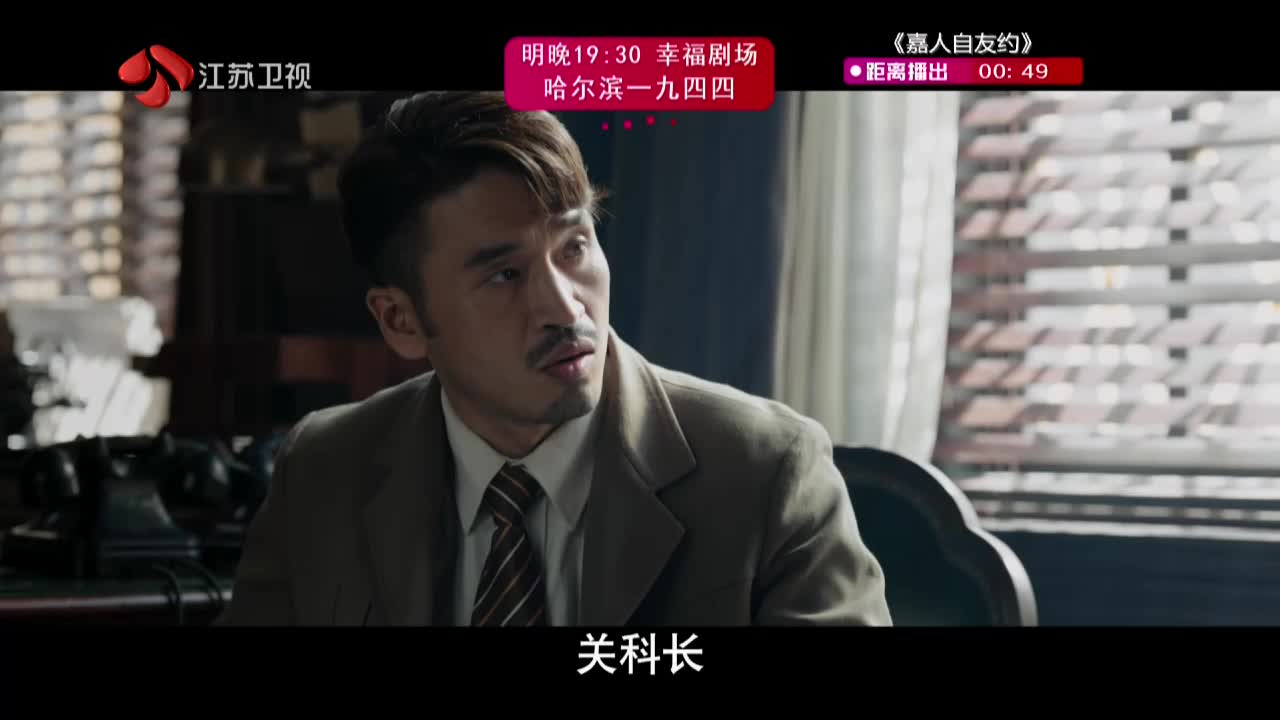 江苏卫视
明晚19:30 幸福剧场
哈尔滨一九四四
《嘉人自友约》
距离播出 00:49
关科长